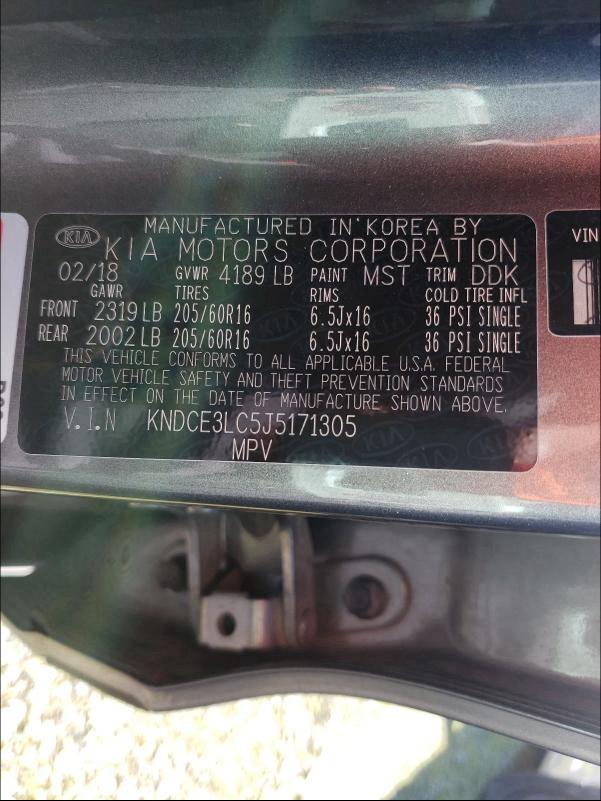 MANUFACTURED IN KOREA BY
KIA KIA MOTORS CORPORATION
02/18 GVWR 4189 LB PAINT MST TRIM DDK
GAWR TIRES RIMS COLD TIRE INFL
FRONT 2319 LB 205/60R16 6.5Jx16 36 PSI SINGLE
REAR 2002 LB 205/60R16 6.5Jx16 36 PSI SINGLE
THIS VEHICLE CONFORMS TO ALL APPLICABLE U.S.A. FEDERAL
MOTOR VEHICLE SAFETY AND THEFT PREVENTION STANDARDS
IN EFFECT ON THE DATE OF MANUFACTURE SHOWN ABOVE.
V.I.N KNDCE3LC5J5171305
MPV
VIN